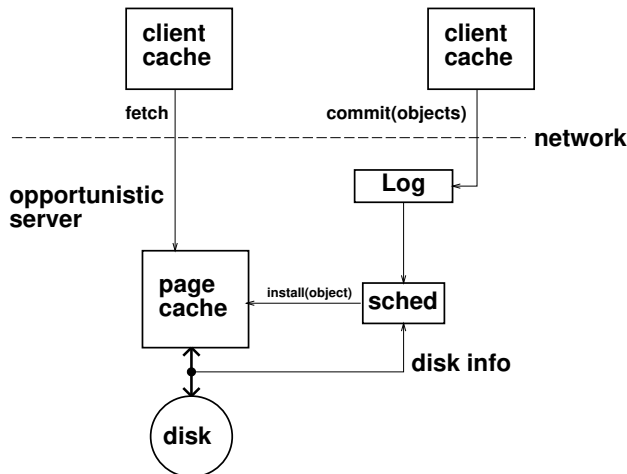 client
cache
client
cache
fetch
commit(objects)
network
Log
opportunistic
server
page
cache
install(object)
sched
disk info
disk